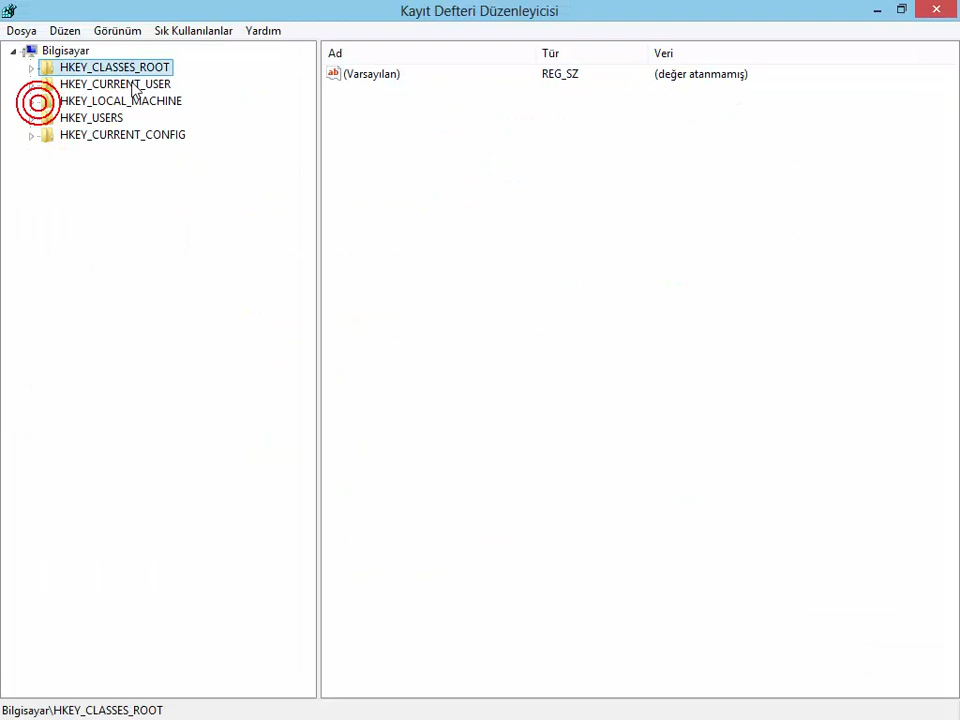 Kayıt Defteri Düzenleyicisi
Dosya Düzen Görünüm Sık Kullanılanlar Yardım
Bilgisayar
HKEY_CLASSES_ROOT
HKEY_CURRENT_USER
HKEY_LOCAL_MACHINE
HKEY_USERS
HKEY_CURRENT_CONFIG
Ad Tür Veri
ab (Varsayılan) REG_SZ (değer atanmamış)
Bilgisayar\HKEY_CLASSES_ROOT